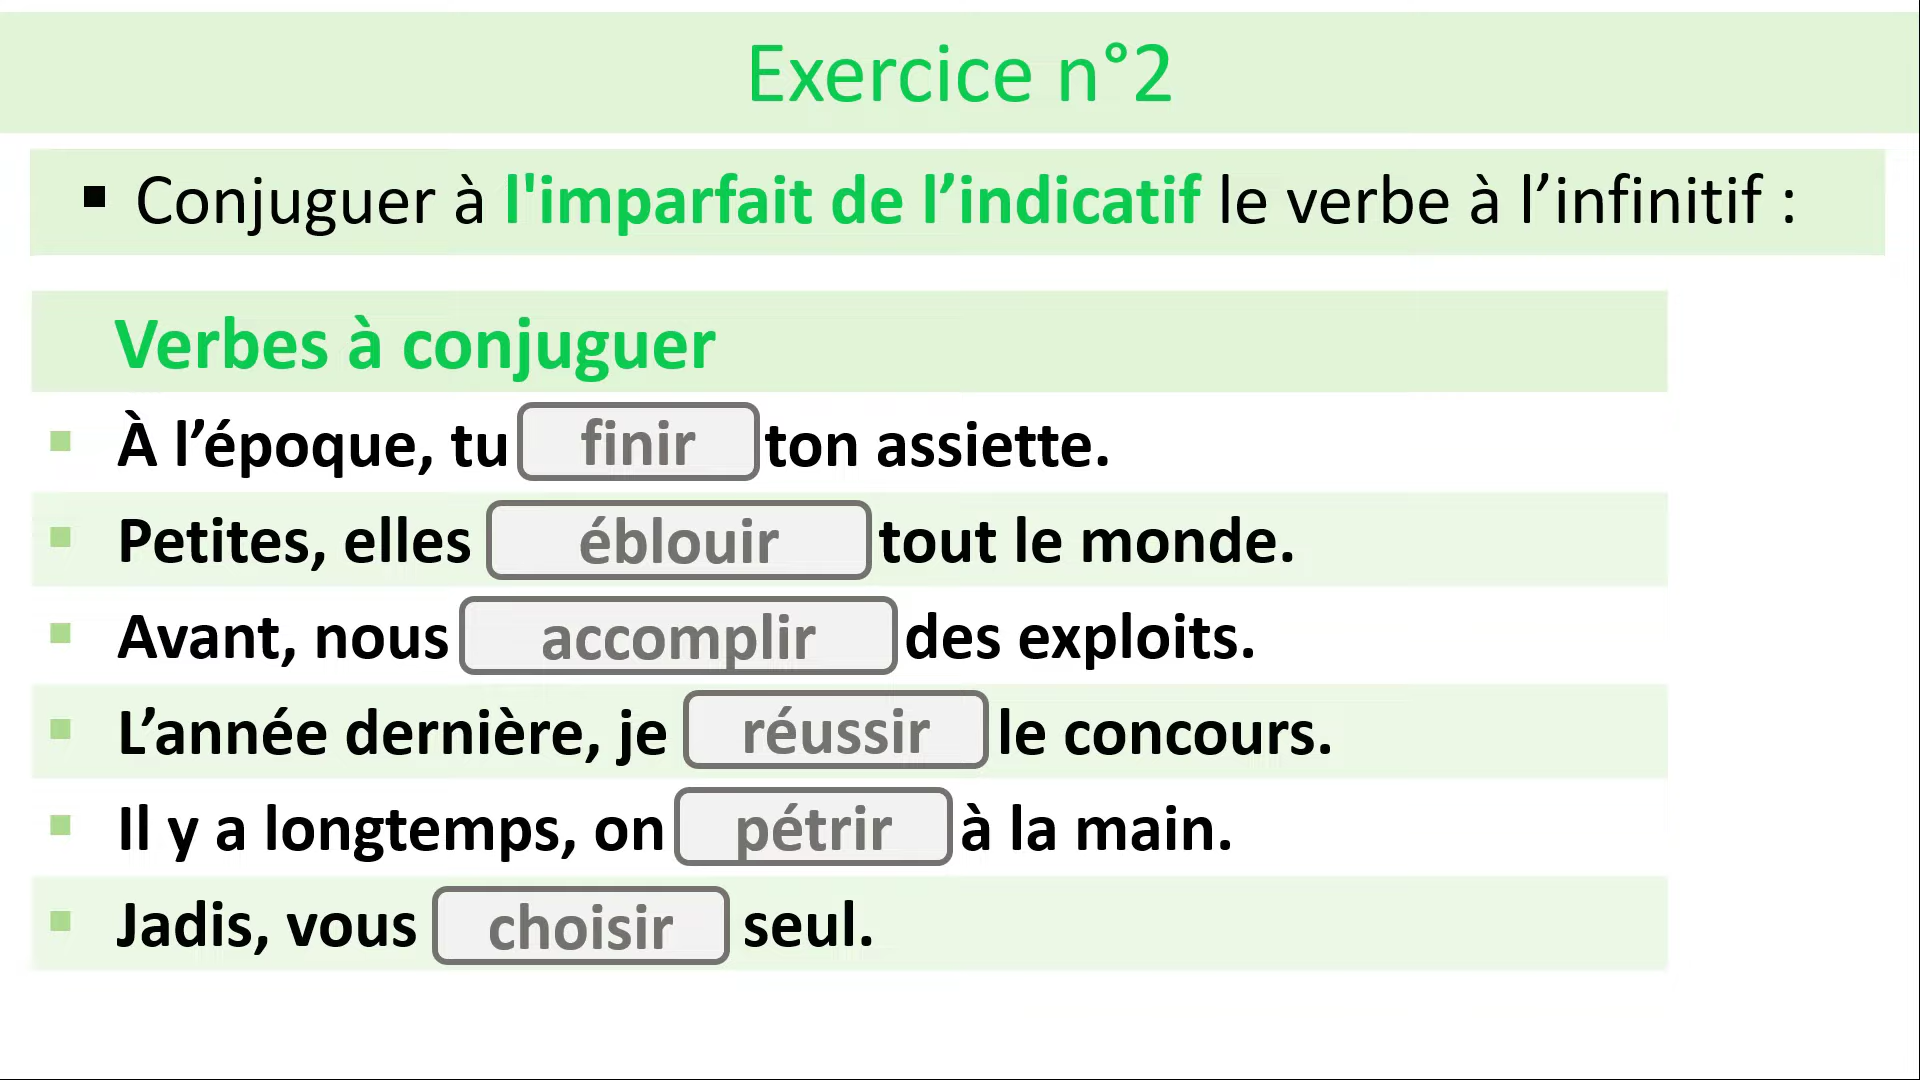 Exercice n°2
▪ Conjuguer à l'imparfait de l’indicatif le verbe à l’infinitif :
Verbes à conjuguer
▪ À l’époque, tu finir ton assiette.
▪ Petites, elles éblouir tout le monde.
▪ Avant, nous accomplir des exploits.
▪ L’année dernière, je réussir le concours.
▪ Il y a longtemps, on pétrir à la main.
▪ Jadis, vous choisir seul.